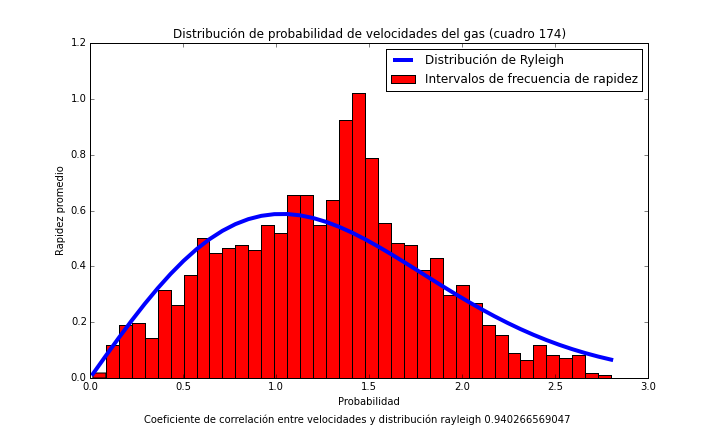 Distribución de probabilidad de velocidades del gas (cuadro 174)
1.2
1.0
0.8
0.6
0.4
0.2
0.0
Rapidez promedio
Distribución de Ryleigh
Intervalos de frecuencia de rapidez
0.0 0.5 1.0 1.5 2.0 2.5 3.0
Probabilidad
Coeficiente de correlación entre velocidades y distribución rayleigh 0.940266569047